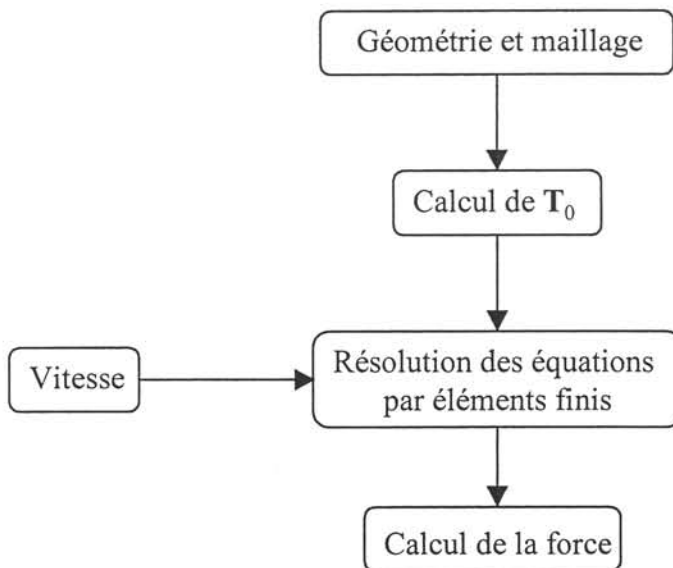 Géométrie et maillage
Calcul de T₀
Vitesse
Résolution des équations
par éléments finis
Calcul de la force